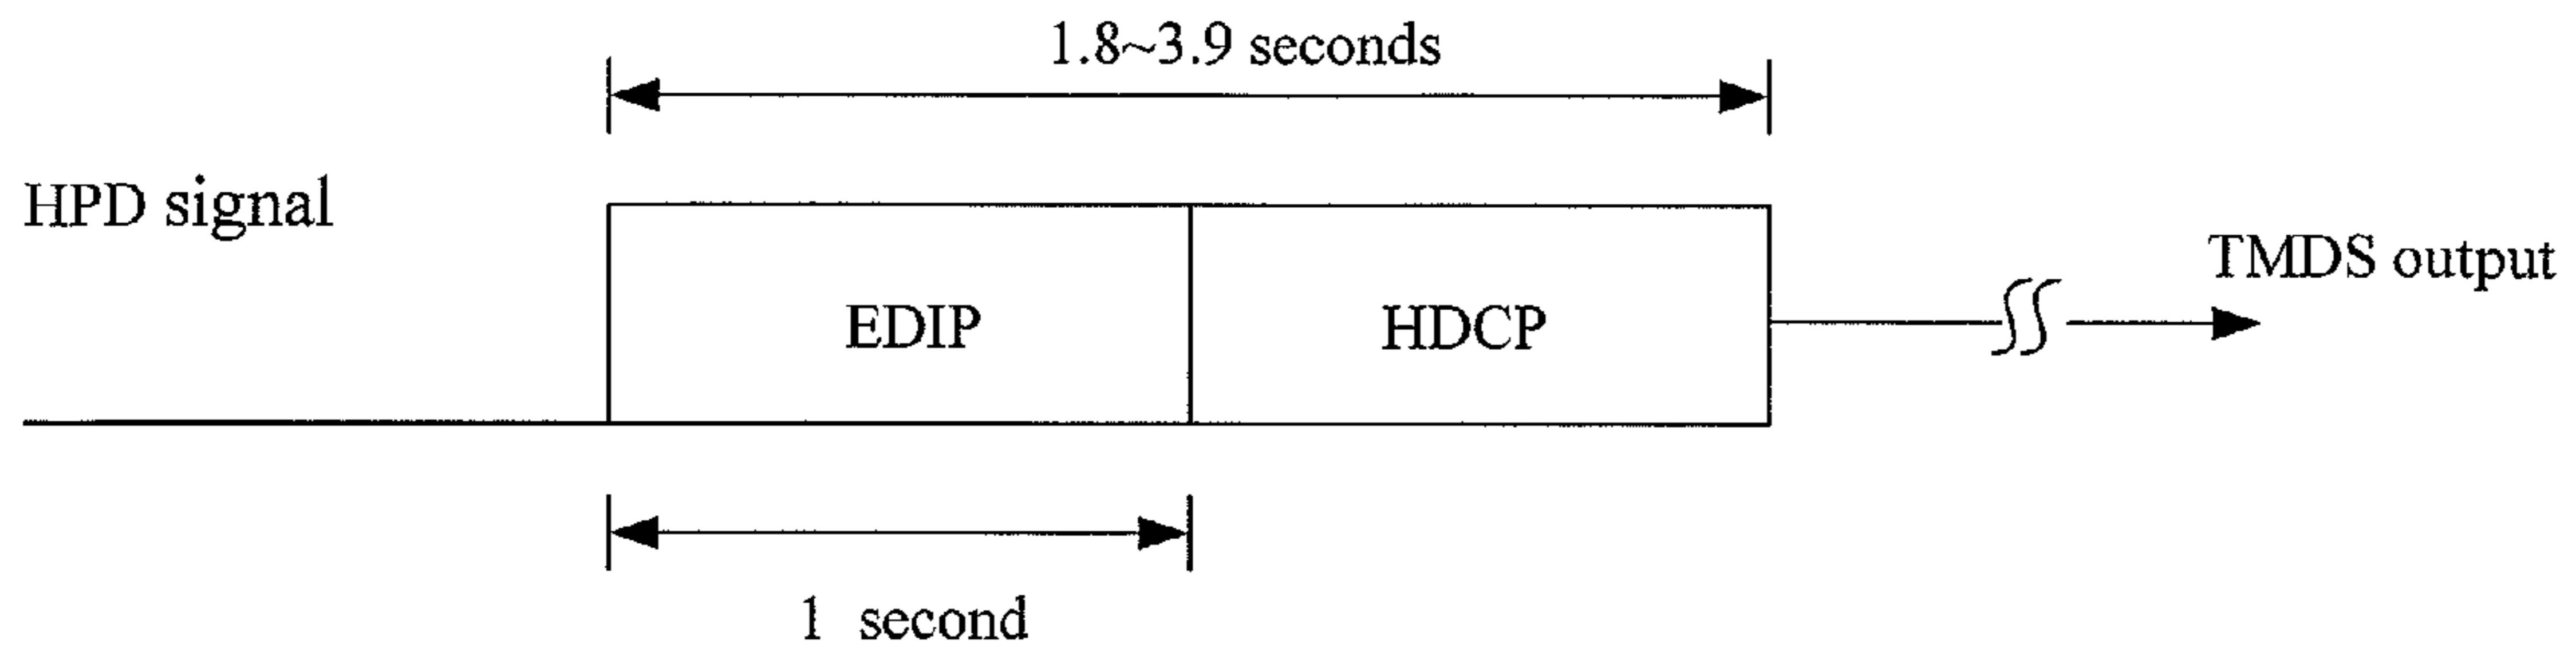 1.8~3.9 seconds
HPD signal
TMDS output
EDIP
HDCP
1 second